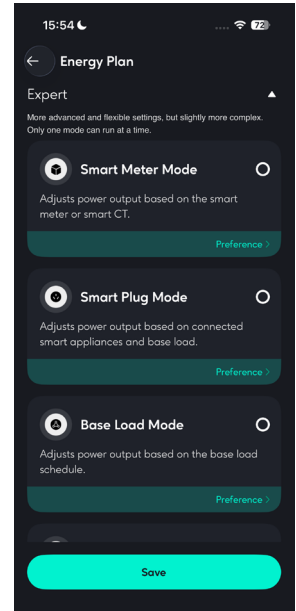 15:54
72
Energy Plan
Expert
More advanced and flexible settings, but slightly more complex.
Only one mode can run at a time.
Smart Meter Mode
Adjusts power output based on the smart
meter or smart CT.
Preference >
Smart Plug Mode
Adjusts power output based on connected
smart appliances and base load.
Preference >
Base Load Mode
Adjusts power output based on the base load
schedule.
Preference >
Save